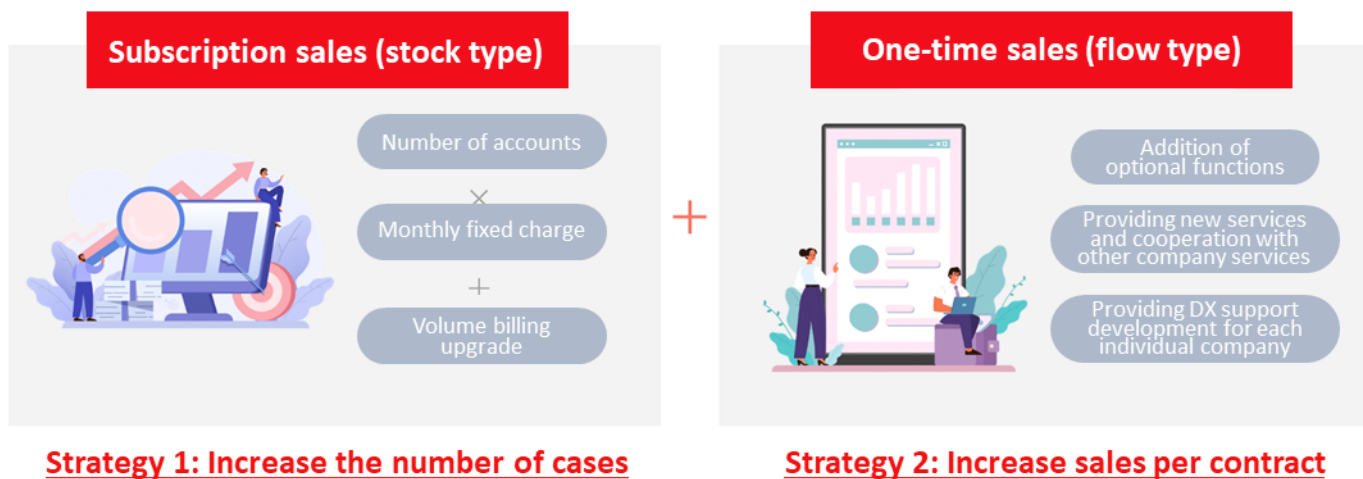 Subscription sales (stock type)
Number of accounts
×
Monthly fixed charge
+
Volume billing
upgrade
Strategy 1: Increase the number of cases
+
One-time sales (flow type)
Addition of
optional functions
Providing new services
and cooperation with
other company services
Providing DX support
development for each
individual company
Strategy 2: Increase sales per contract